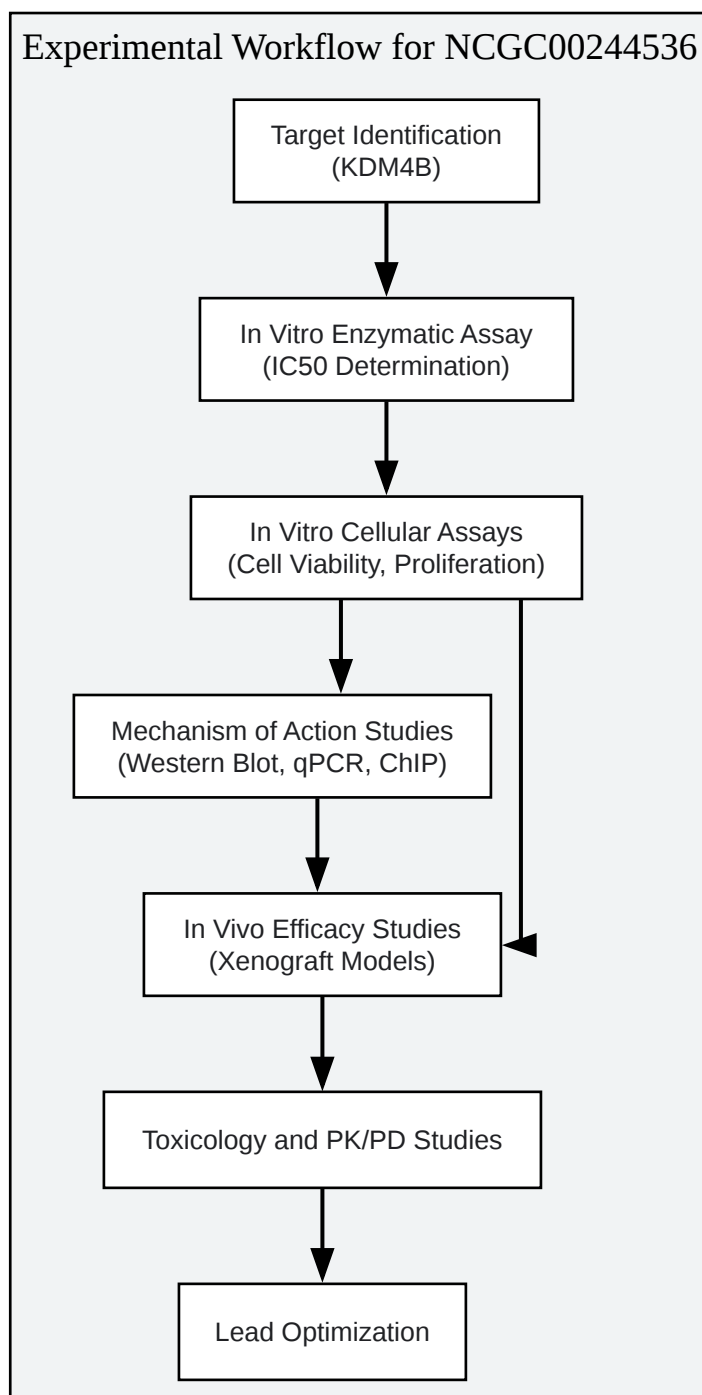 Experimental Workflow for NCGC00244536
Target Identification
(KDM4B)
In Vitro Enzymatic Assay
(IC50 Determination)
In Vitro Cellular Assays
(Cell Viability, Proliferation)
Mechanism of Action Studies
(Western Blot, qPCR, ChIP)
In Vivo Efficacy Studies
(Xenograft Models)
Toxicology and PK/PD Studies
Lead Optimization